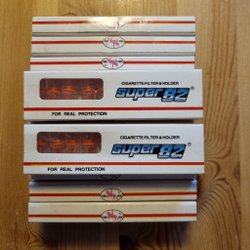 CIGARETTE FILTER & HOLDER
super 82
FOR REAL PROTECTION
CIGARETTE FILTER & HOLDER
super 82
FOR REAL PROTECTION